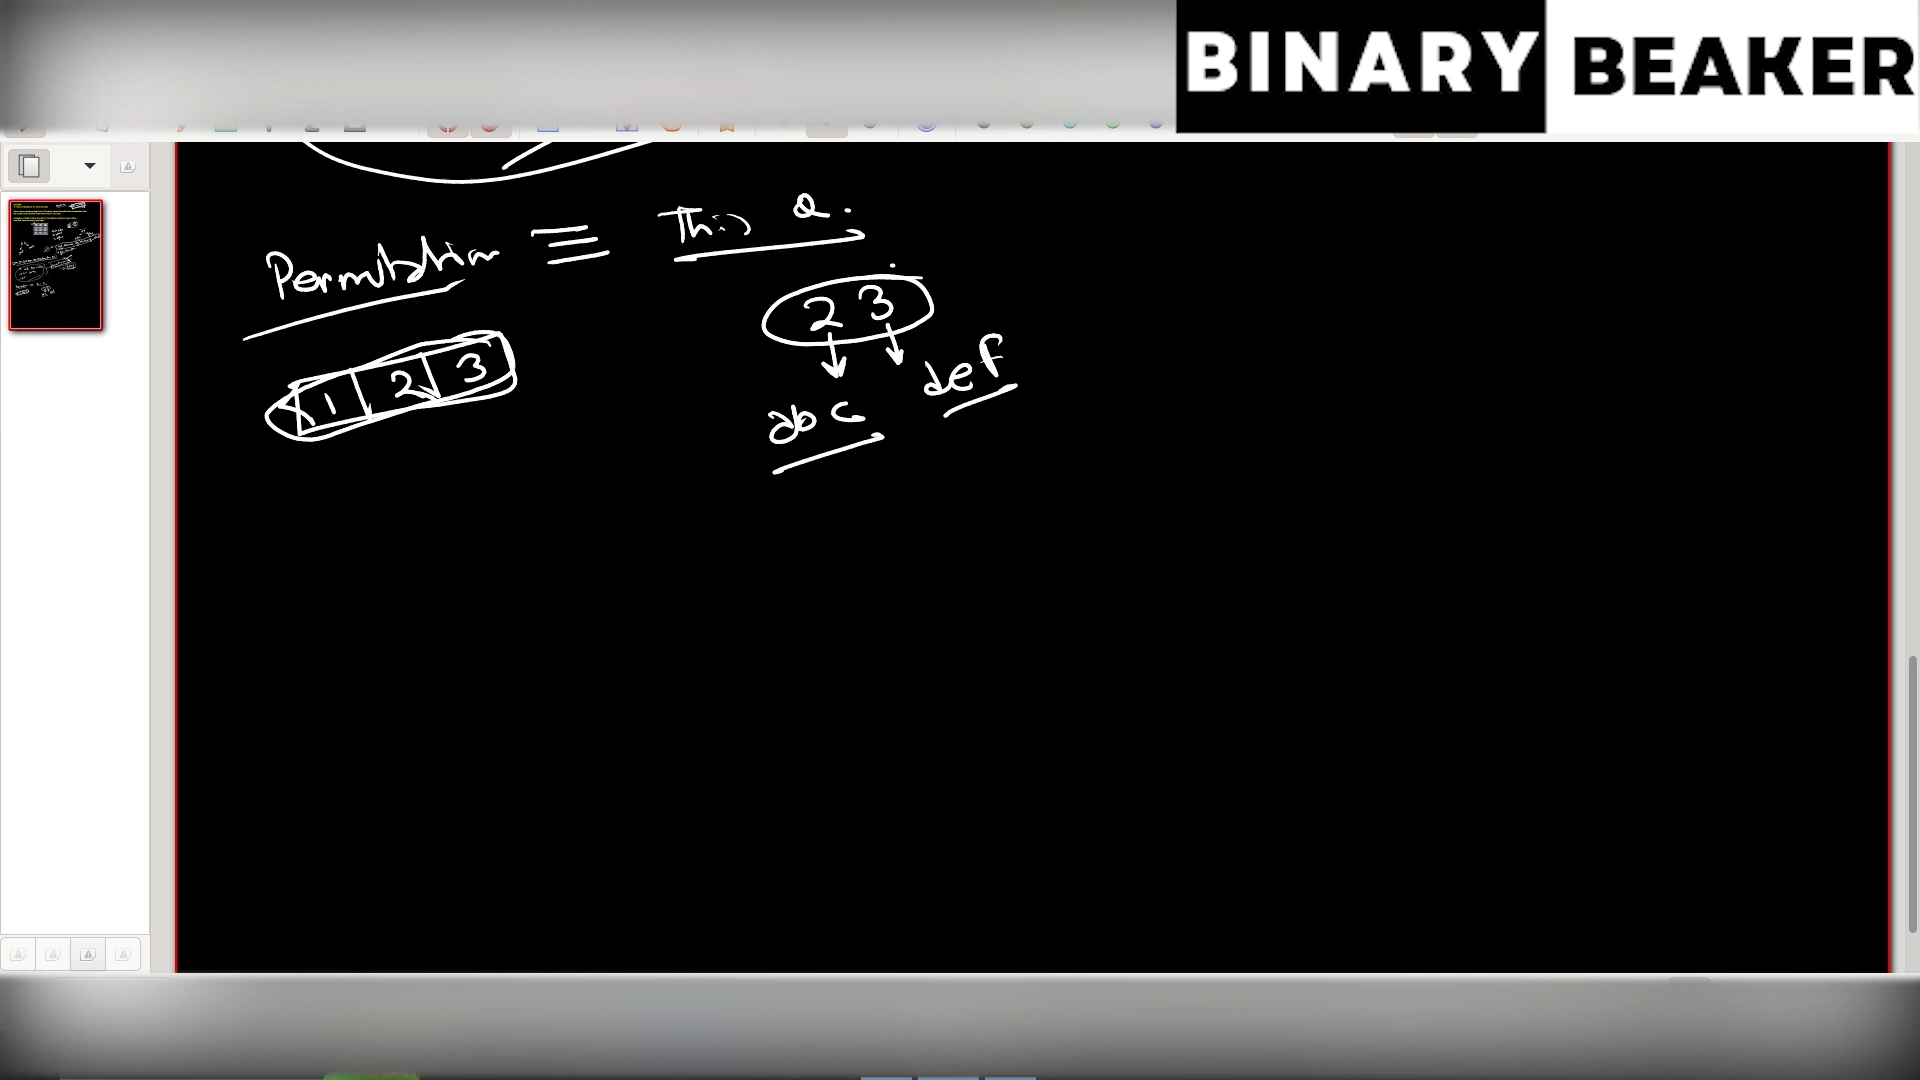 BINARY BEAKER
Permutation ≡ This Q.
2 3
1 2 3
abc def